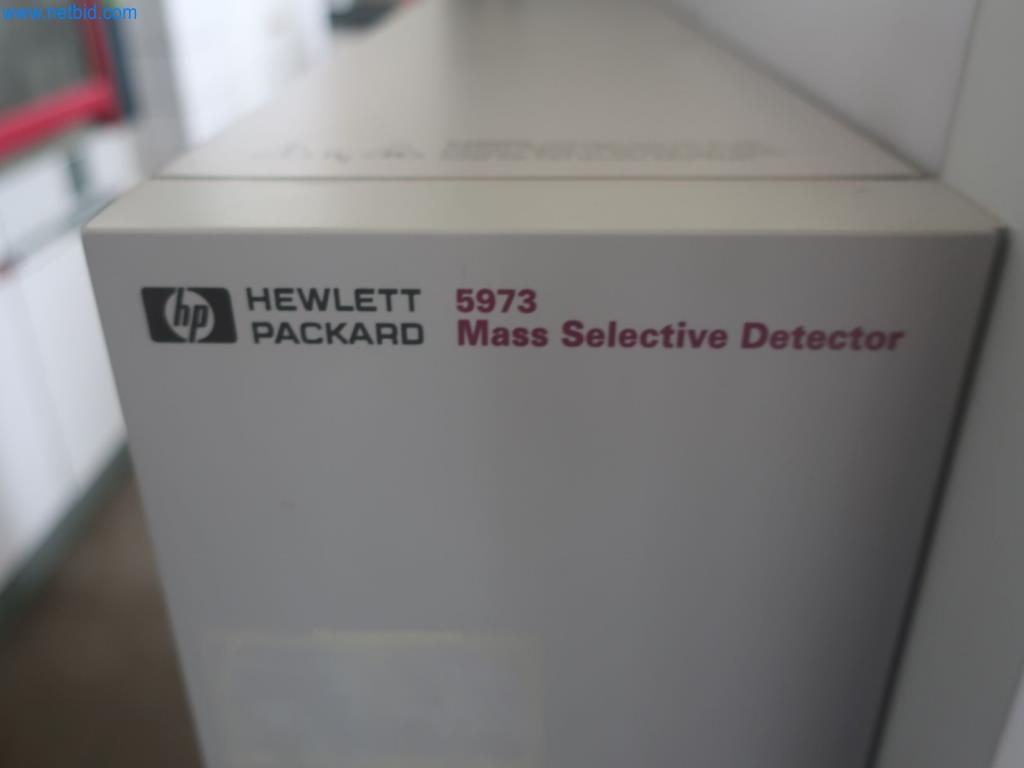 www.netbid.com
hp
HEWLETT
PACKARD
5973
Mass Selective Detector